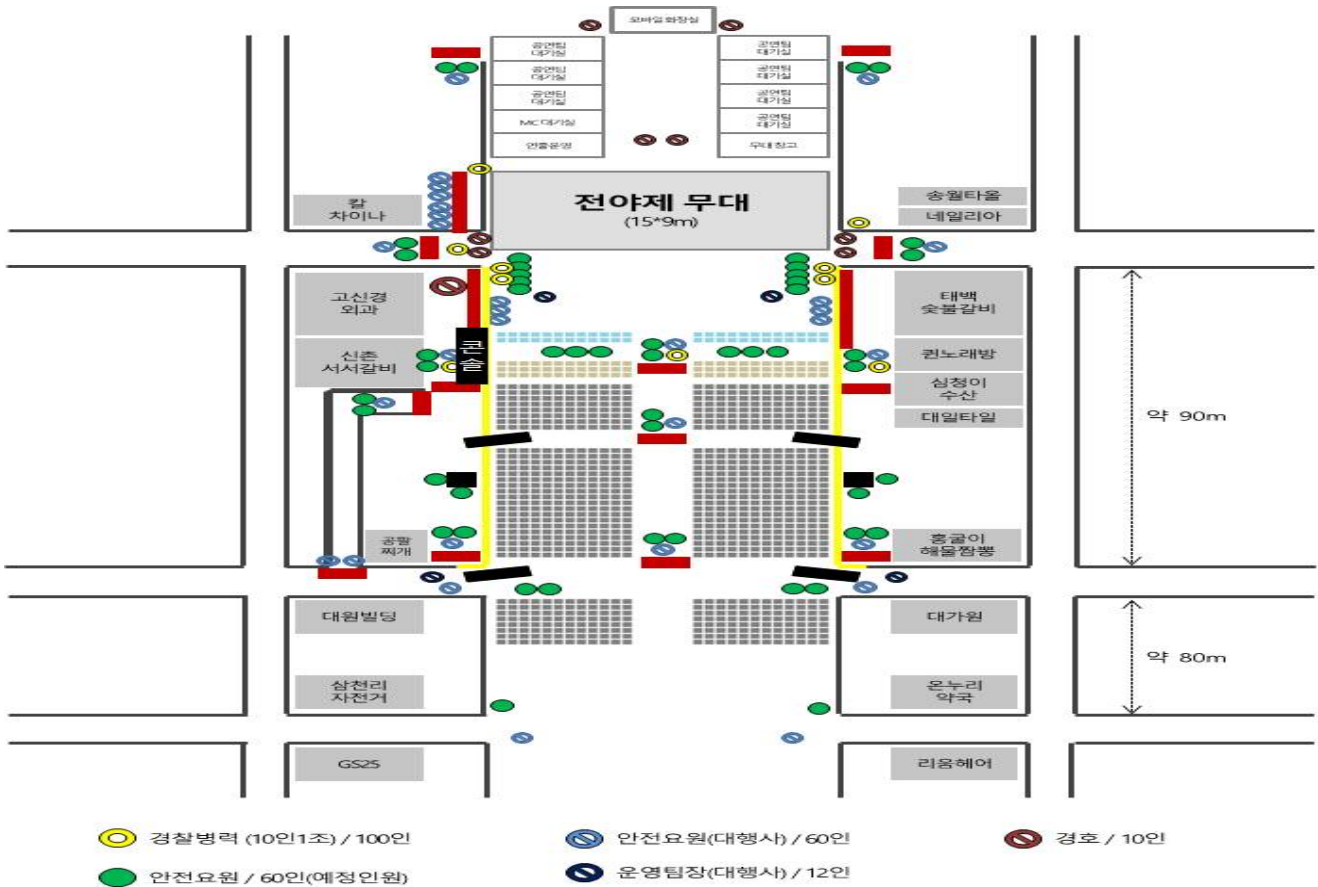 모바일 화장실
공연팀
대기실
공연팀
대기실
공연팀
대기실
공연팀
대기실
공연팀
대기실
공연팀
대기실
MC 대기실
공연팀
대기실
연출운영
무대 창고
전야제 무대
(15*9m)
칼
차이나
송월타올
네일리아
고신경
외과
태백
숯불갈비
콘솔
신촌
서서갈비
퀸노래방
심청이
수산
대일타일
약 90m
공팔
찌개
홍굴이
해물짬뽕
대원빌딩
대가원
약 80m
삼천리
자전거
온누리
약국
GS25
리움헤어
경찰병력 (10인1조) / 100인
안전요원(대행사) / 60인
경호 / 10인
안전요원 / 60인(예정인원)
운영팀장(대행사) / 12인